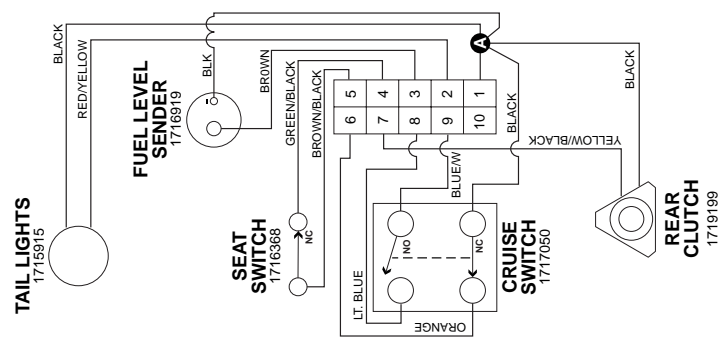 TAIL LIGHTS
1715915
BLACK
RED/YELLOW
FUEL LEVEL
SENDER
1716919
-
BLK
BROWN
SEAT
SWITCH
1716368
NC
GREEN/BLACK
BROWN/BLACK
5
4
3
2
1
6
7
8
9
10
A
BLACK
BLACK
YELLOW/BLACK
BLUE/W
LT. BLUE
ORANGE
NO
NC
CRUISE
SWITCH
1717050
REAR
CLUTCH
1719199